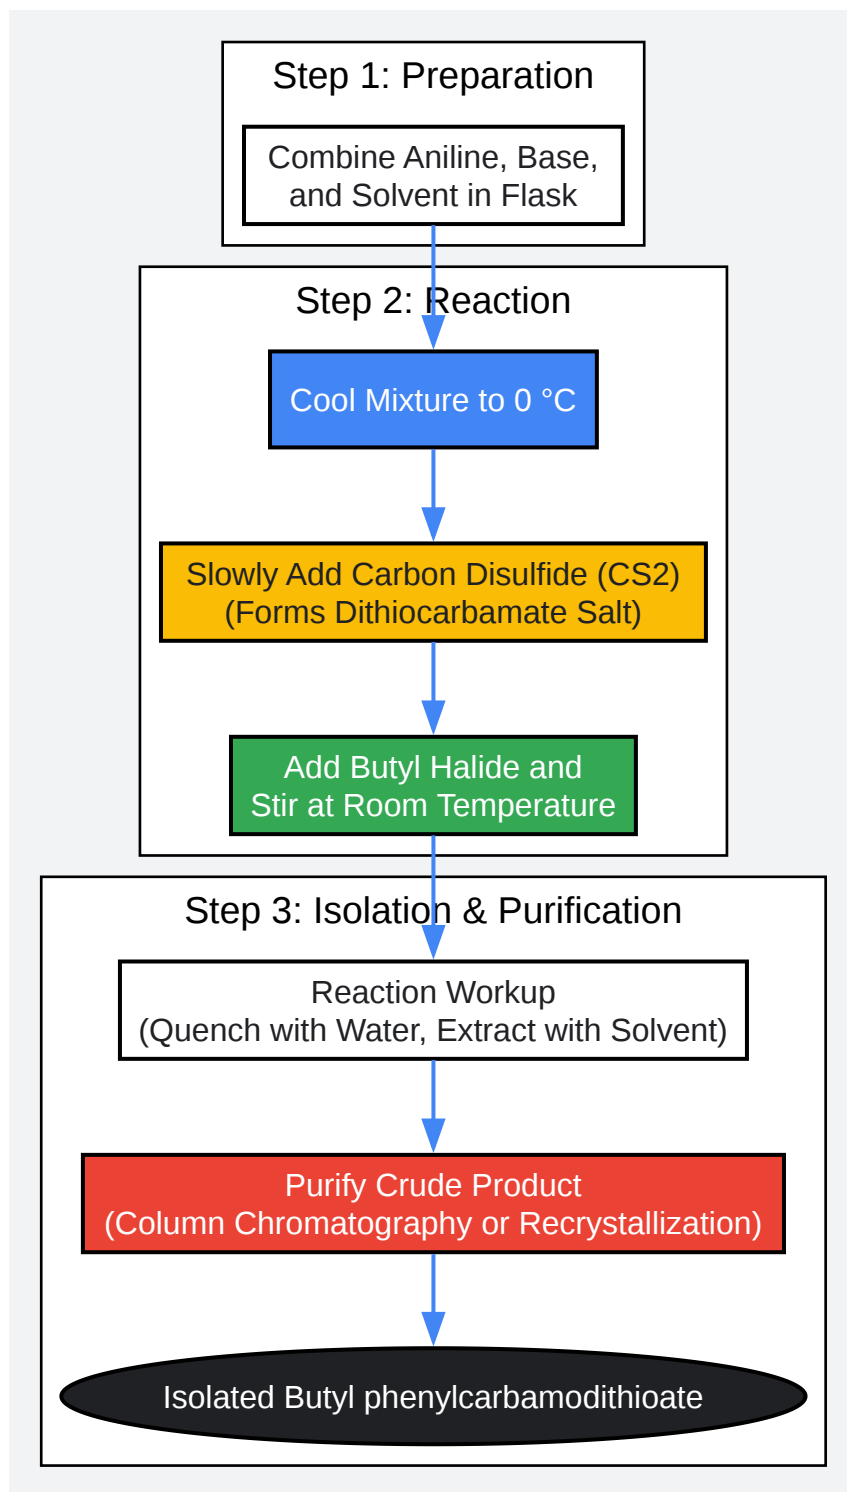 Step 1: Preparation
Combine Aniline, Base,
and Solvent in Flask
Step 2: Reaction
Cool Mixture to 0 °C
Slowly Add Carbon Disulfide (CS2)
(Forms Dithiocarbamate Salt)
Add Butyl Halide and
Stir at Room Temperature
Step 3: Isolation & Purification
Reaction Workup
(Quench with Water, Extract with Solvent)
Purify Crude Product
(Column Chromatography or Recrystallization)
Isolated Butyl phenylcarbamodithioate